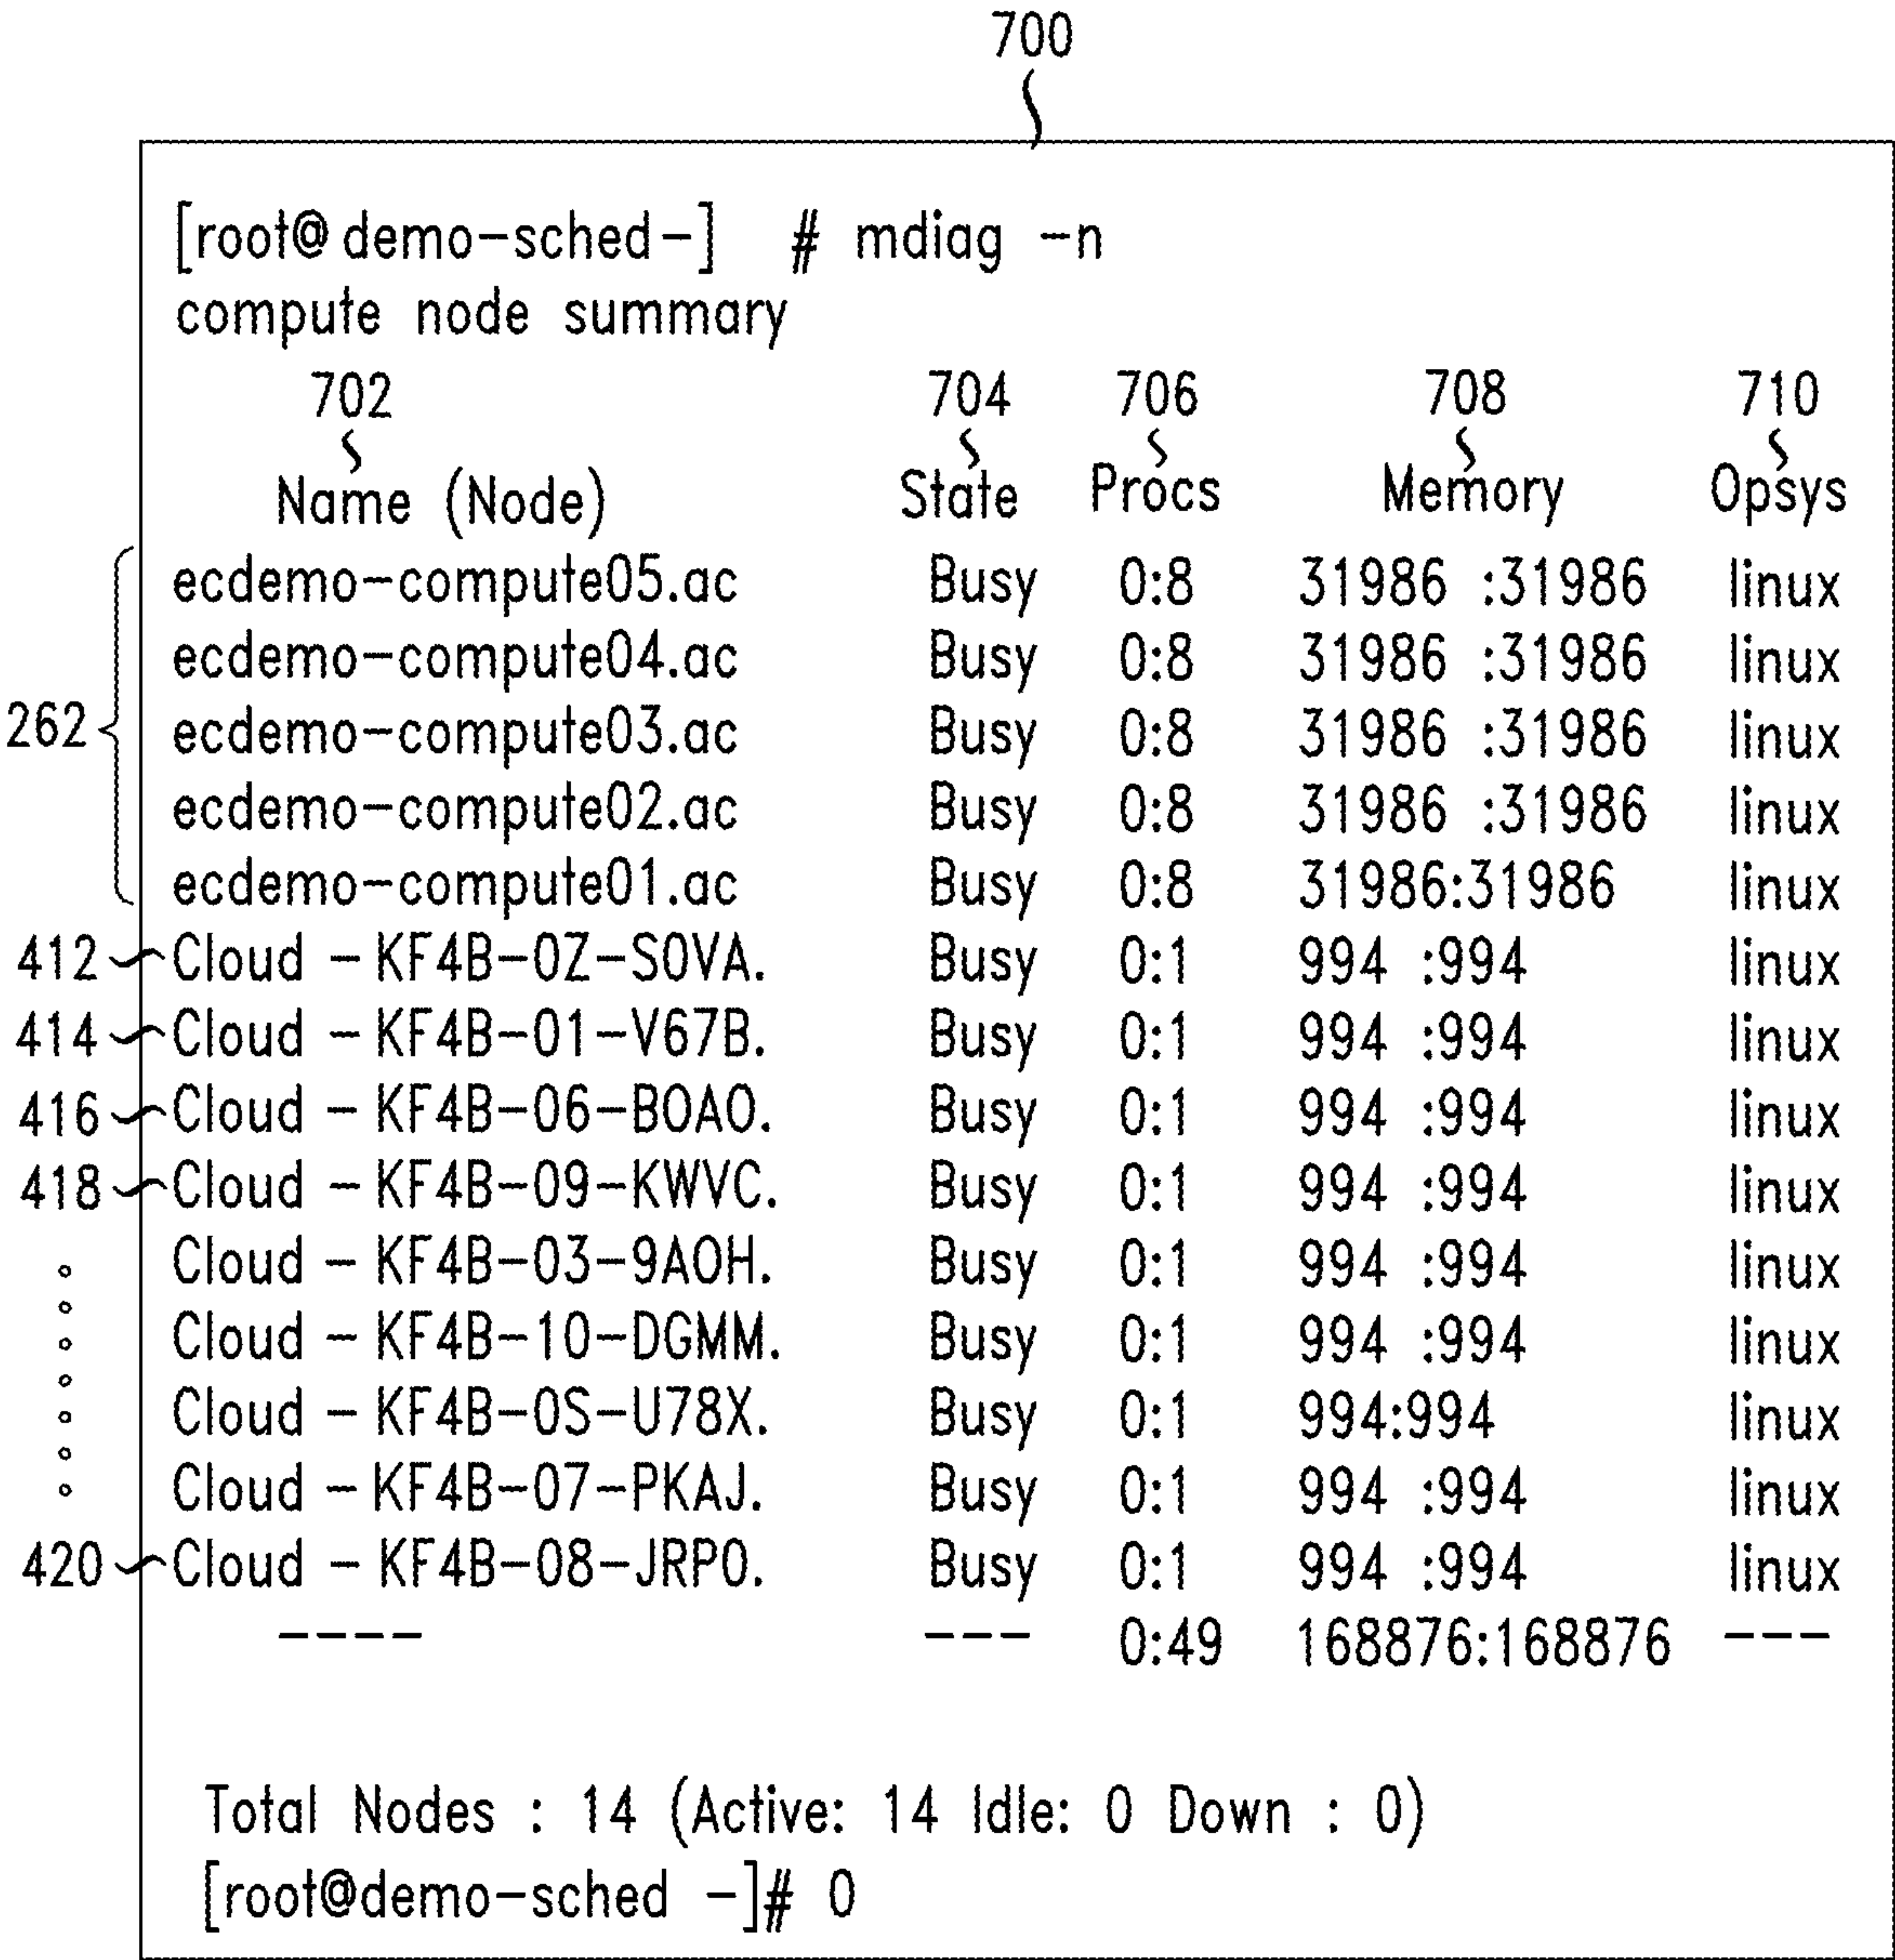 700
[root@ demo-sched-] # mdiag -n
compute node summary
702 704 706 708 710
Name (Node) State Procs Memory Opsys
ecdemo-compute05.ac Busy 0:8 31986 :31986 linux
ecdemo-compute04.ac Busy 0:8 31986 :31986 linux
262 ecdemo-compute03.ac Busy 0:8 31986 :31986 linux
ecdemo-compute02.ac Busy 0:8 31986 :31986 linux
ecdemo-compute01.ac Busy 0:8 31986:31986 linux
412 Cloud - KF4B-0Z-S0VA. Busy 0:1 994 :994 linux
414 Cloud - KF4B-01-V67B. Busy 0:1 994 :994 linux
416 Cloud - KF4B-06-BOAO. Busy 0:1 994 :994 linux
418 Cloud - KF4B-09-KWVC. Busy 0:1 994 :994 linux
Cloud - KF4B-03-9AOH. Busy 0:1 994 :994 linux
Cloud - KF4B-10-DGMM. Busy 0:1 994 :994 linux
Cloud - KF4B-0S-U78X. Busy 0:1 994:994 linux
Cloud - KF4B-07-PKAJ. Busy 0:1 994 :994 linux
420 Cloud - KF4B-08-JRP0. Busy 0:1 994 :994 linux
---- --- 0:49 168876:168876 ---
Total Nodes : 14 (Active: 14 Idle: 0 Down : 0)
[root@demo-sched -]# 0